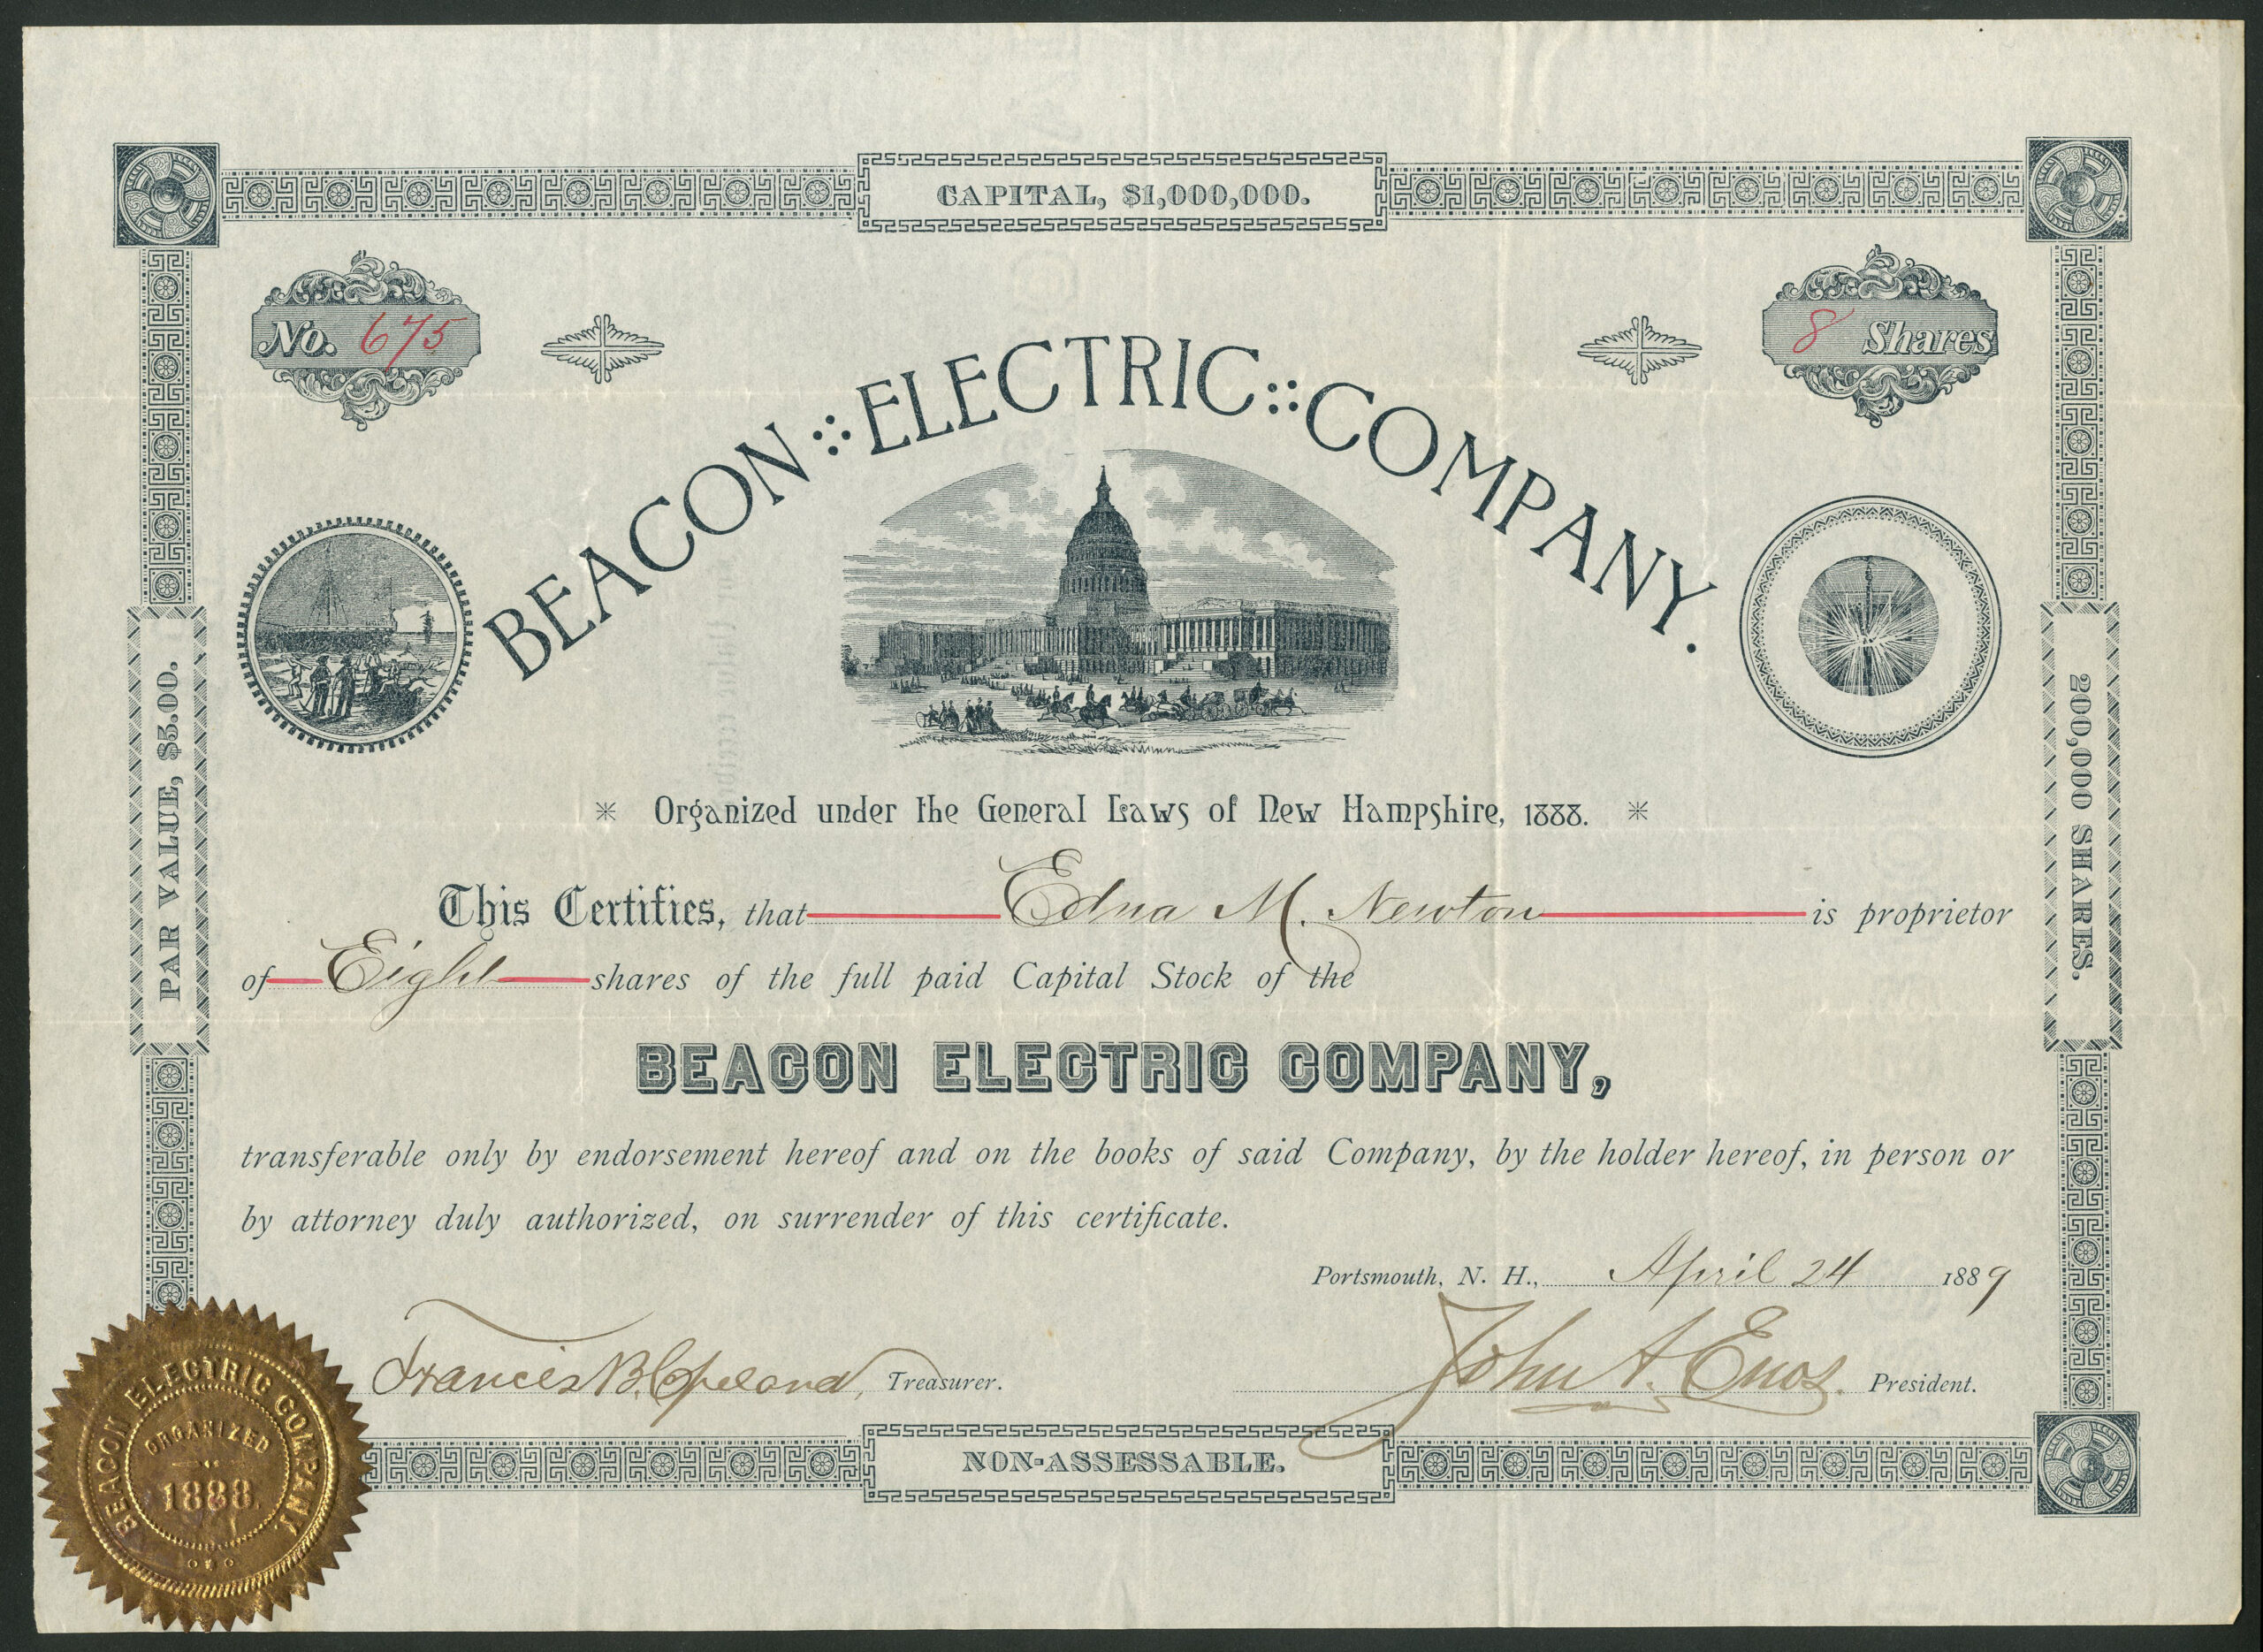 CAPITAL, $1,000,000.
No. 675
8 Shares
BEACON ELECTRIC COMPANY.
PAR VALUE, $5.00.
200,000 SHARES.
Organized under the General Laws of New Hampshire, 1888.
This Certifies, that Edna M. Newton is proprietor
of Eight shares of the full paid Capital Stock of the
BEACON ELECTRIC COMPANY,
transferable only by endorsement hereof and on the books of said Company, by the holder hereof, in person or
by attorney duly authorized, on surrender of this certificate.
Portsmouth, N. H., April 24 1889
Francis B. Copeland, Treasurer.
John A. Enos. President.
BEACON ELECTRIC COMPANY
ORGANIZED
1888.
NON-ASSESSABLE.